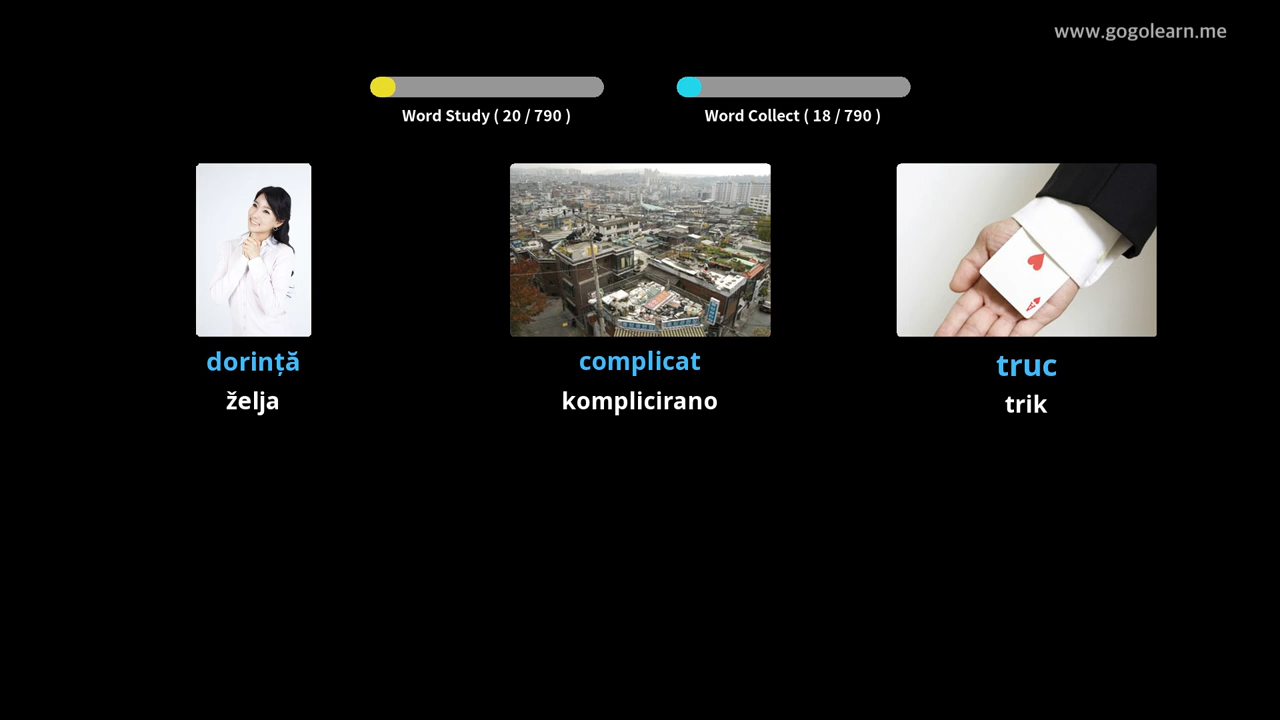 www.gogolearn.me
Word Study ( 20 / 790 )
Word Collect ( 18 / 790 )
dorință
želja
complicat
komplicirano
truc
trik